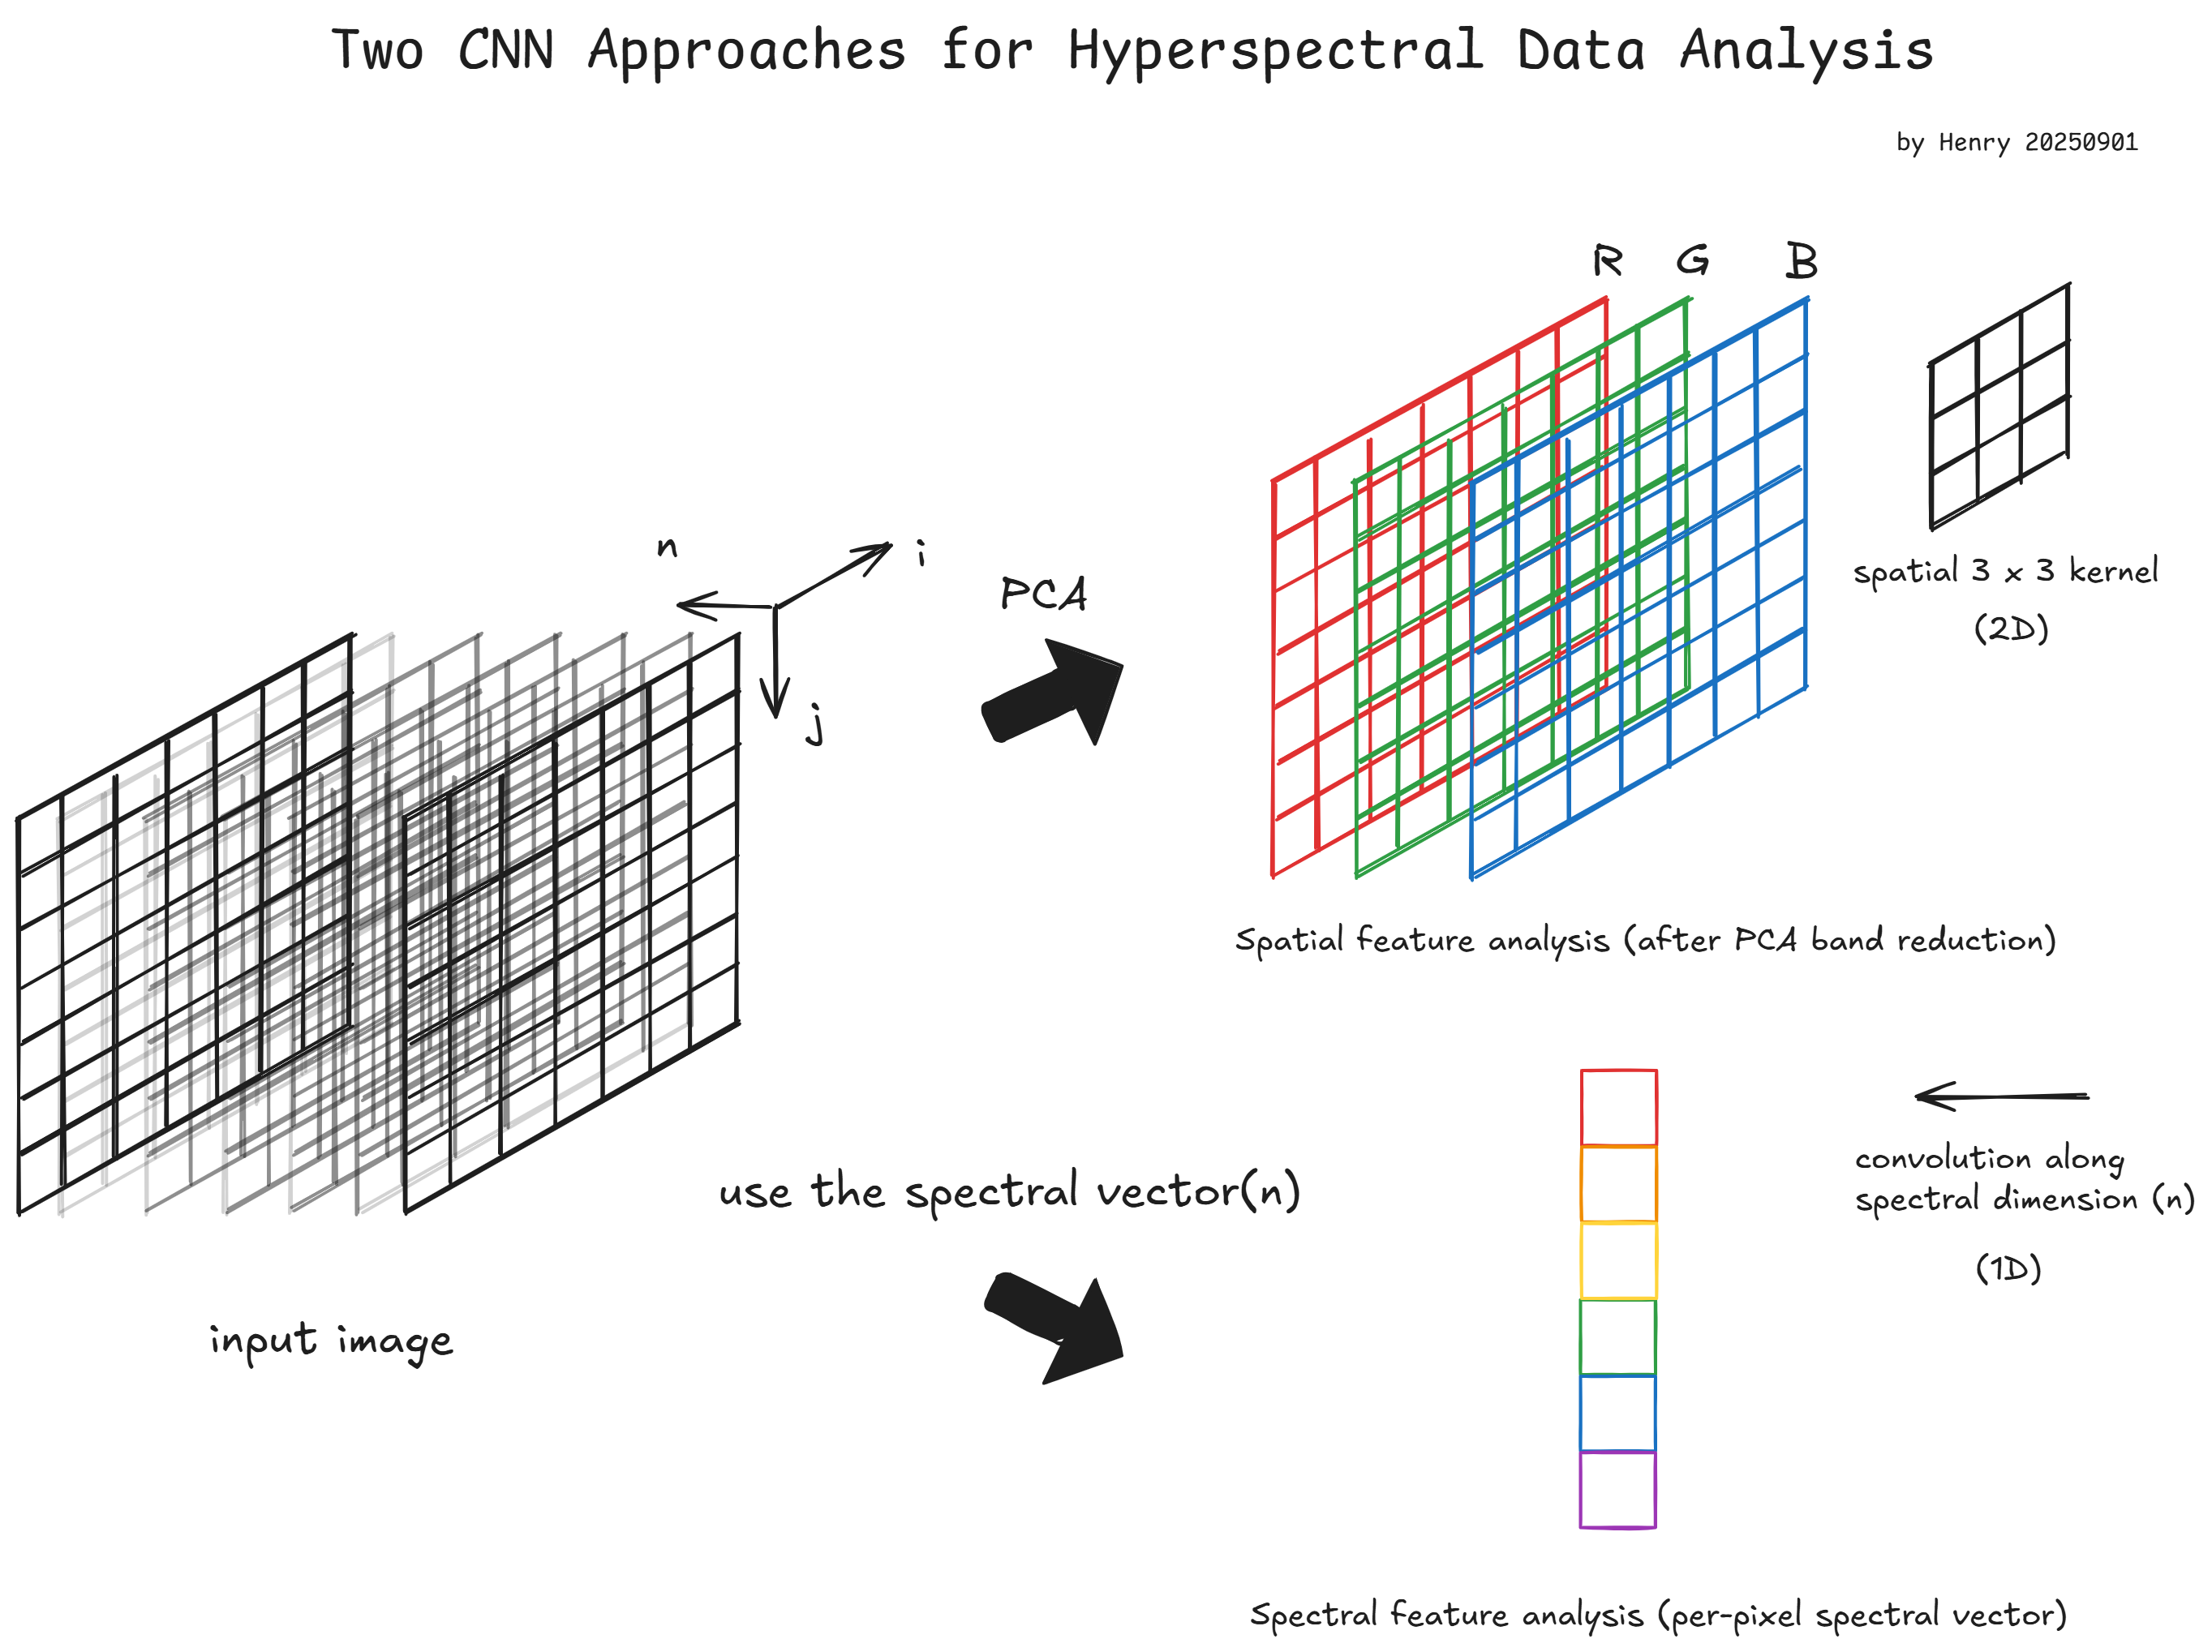 Two CNN Approaches for Hyperspectral Data Analysis
by Henry 20250901
R G B
n
i
j
PCA
spatial 3 x 3 kernel
(2D)
Spatial feature analysis (after PCA band reduction)
input image
use the spectral vector(n)
convolution along
spectral dimension (n)
(1D)
Spectral feature analysis (per-pixel spectral vector)